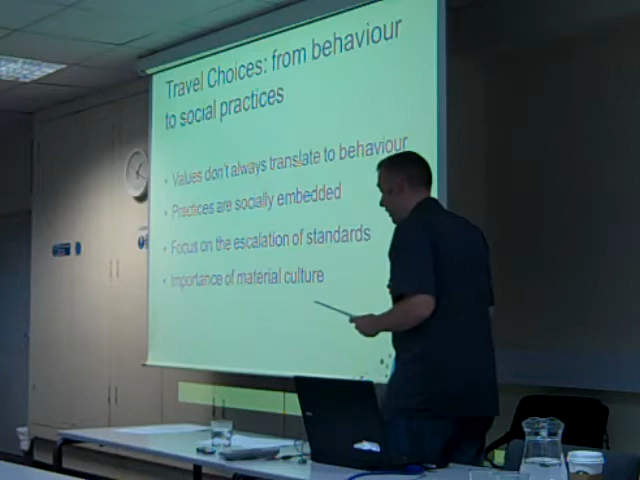 Travel Choices: from behaviour
to social practices
• Values don't always translate to behaviour
• Practices are socially embedded
• Focus on the escalation of standards
• Importance of material culture